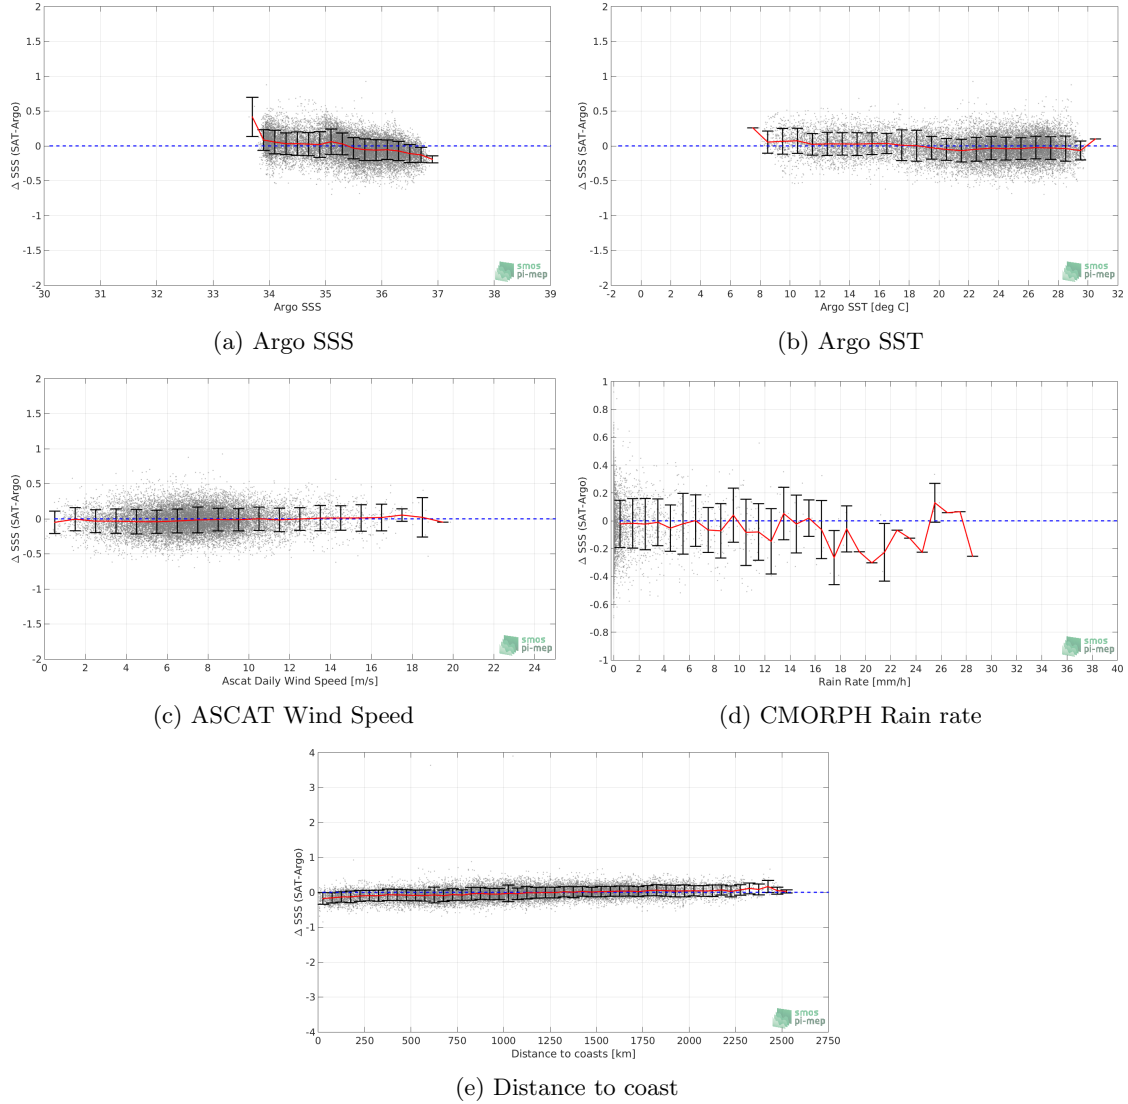 2
1.5
1
0.5
0
-0.5
-1
-1.5
-2
Δ SSS (SAT-Argo)
30 31 32 33 34 35 36 37 38 39
Argo SSS
smos
pi-mep
(a) Argo SSS
2
1.5
1
0.5
0
-0.5
-1
-1.5
-2
Δ SSS (SAT-Argo)
-2 0 2 4 6 8 10 12 14 16 18 20 22 24 26 28 30 32
Argo SST [deg C]
smos
pi-mep
(b) Argo SST
2
1.5
1
0.5
0
-0.5
-1
-1.5
-2
Δ SSS (SAT-Argo)
0 2 4 6 8 10 12 14 16 18 20 22 24
Ascat Daily Wind Speed [m/s]
smos
pi-mep
(c) ASCAT Wind Speed
1
0.8
0.6
0.4
0.2
0
-0.2
-0.4
-0.6
-0.8
-1
Δ SSS (SAT-Argo)
0 2 4 6 8 10 12 14 16 18 20 22 24 26 28 30 32 34 36 38 40
Rain Rate [mm/h]
smos
pi-mep
(d) CMORPH Rain rate
4
3
2
1
0
-1
-2
-3
-4
Δ SSS (SAT-Argo)
0 250 500 750 1000 1250 1500 1750 2000 2250 2500 2750
Distance to coasts [km]
smos
pi-mep
(e) Distance to coast